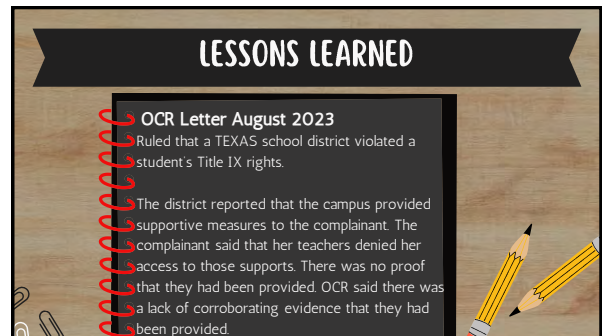 LESSONS LEARNED
OCR Letter August 2023
Ruled that a TEXAS school district violated a
student's Title IX rights.
The district reported that the campus provided
supportive measures to the complainant. The
complainant said that her teachers denied her
access to those supports. There was no proof
that they had been provided. OCR said there was
a lack of corroborating evidence that they had
been provided.